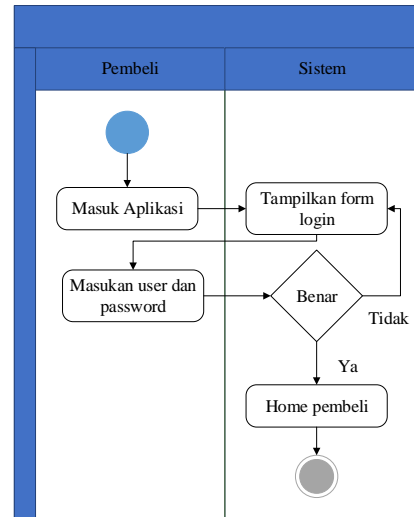 Pembeli
Sistem
Masuk Aplikasi
Tampilkan form
login
Masukan user dan
password
Benar
Tidak
Ya
Home pembeli